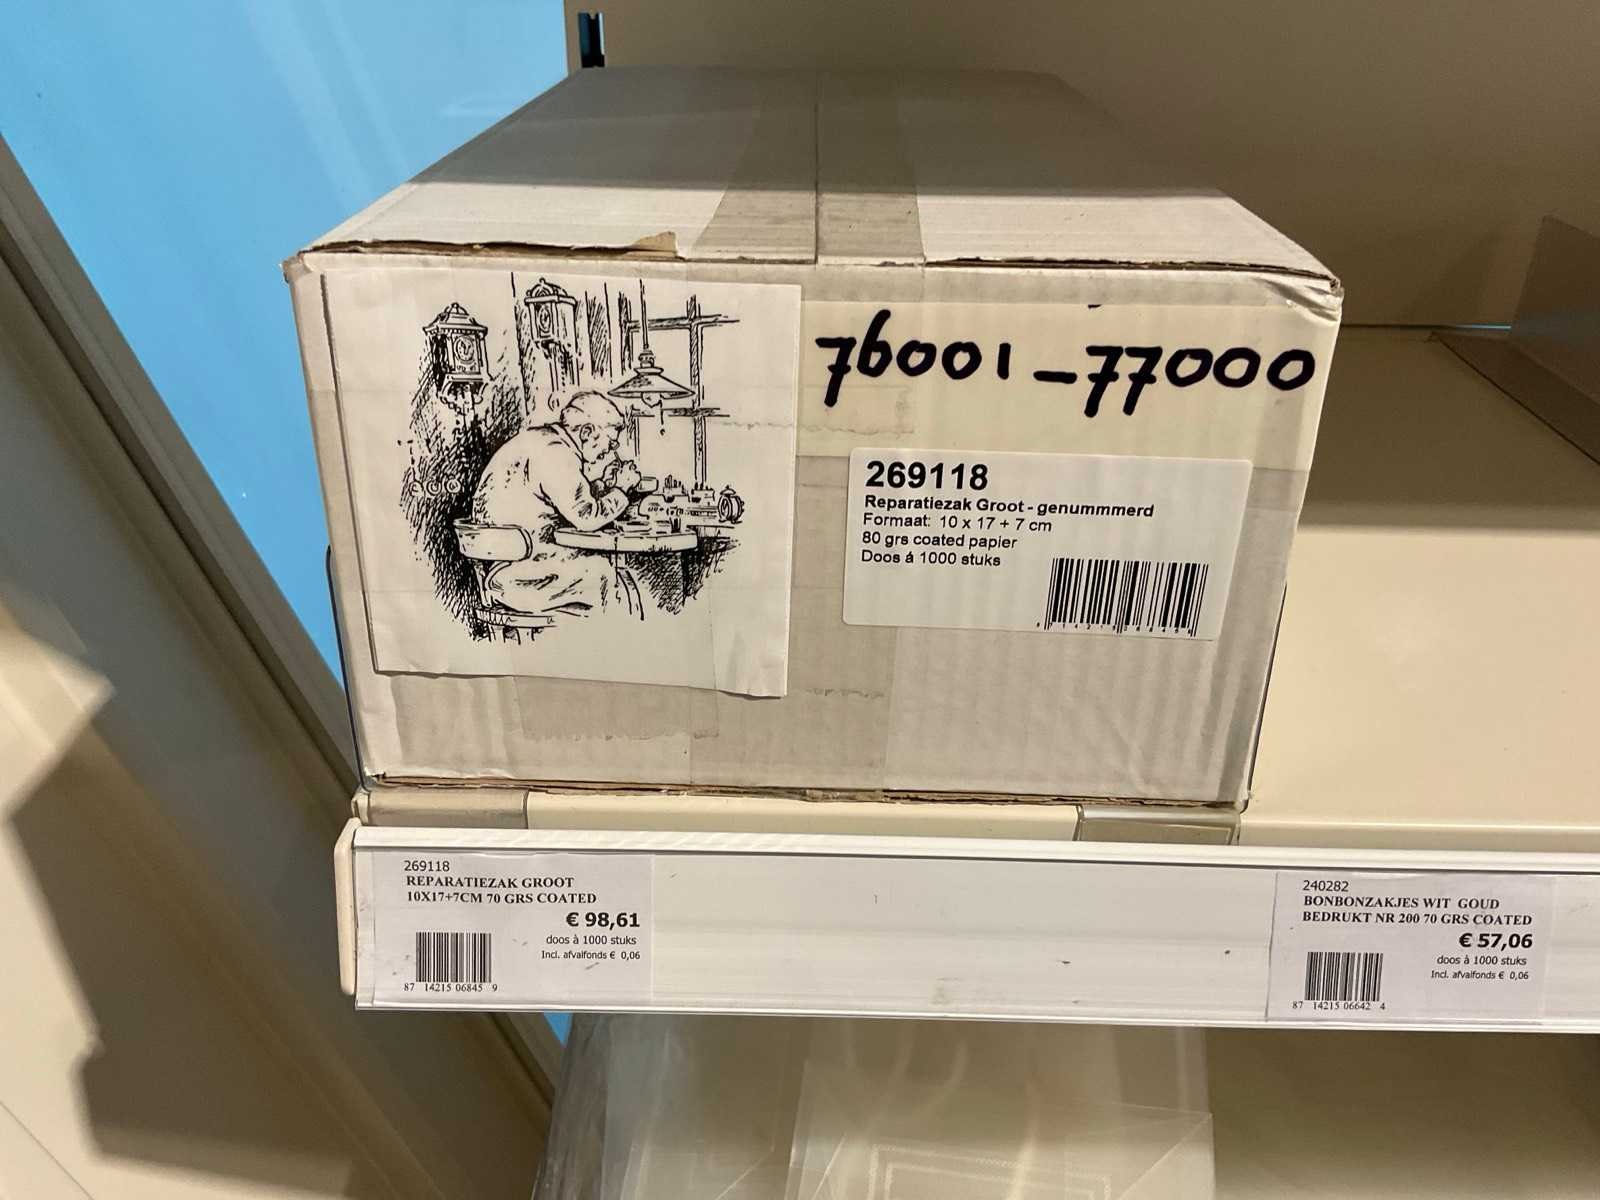 76001-77000
269118
Reparatiezak Groot - genummmerd
Formaat: 10 x 17 + 7 cm
80 grs coated papier
Doos á 1000 stuks
269118
REPARATIEZAK GROOT
10X17+7CM 70 GRS COATED
€ 98,61
doos à 1000 stuks
Incl. afvalfonds € 0,06
87 14215 06845 9
240282
BONBONZAKJES WIT GOUD
BEDRUKT NR 200 70 GRS COATED
€ 57,06
doos à 1000 stuks
Incl. afvalfonds € 0,06
87 14215 06642 4